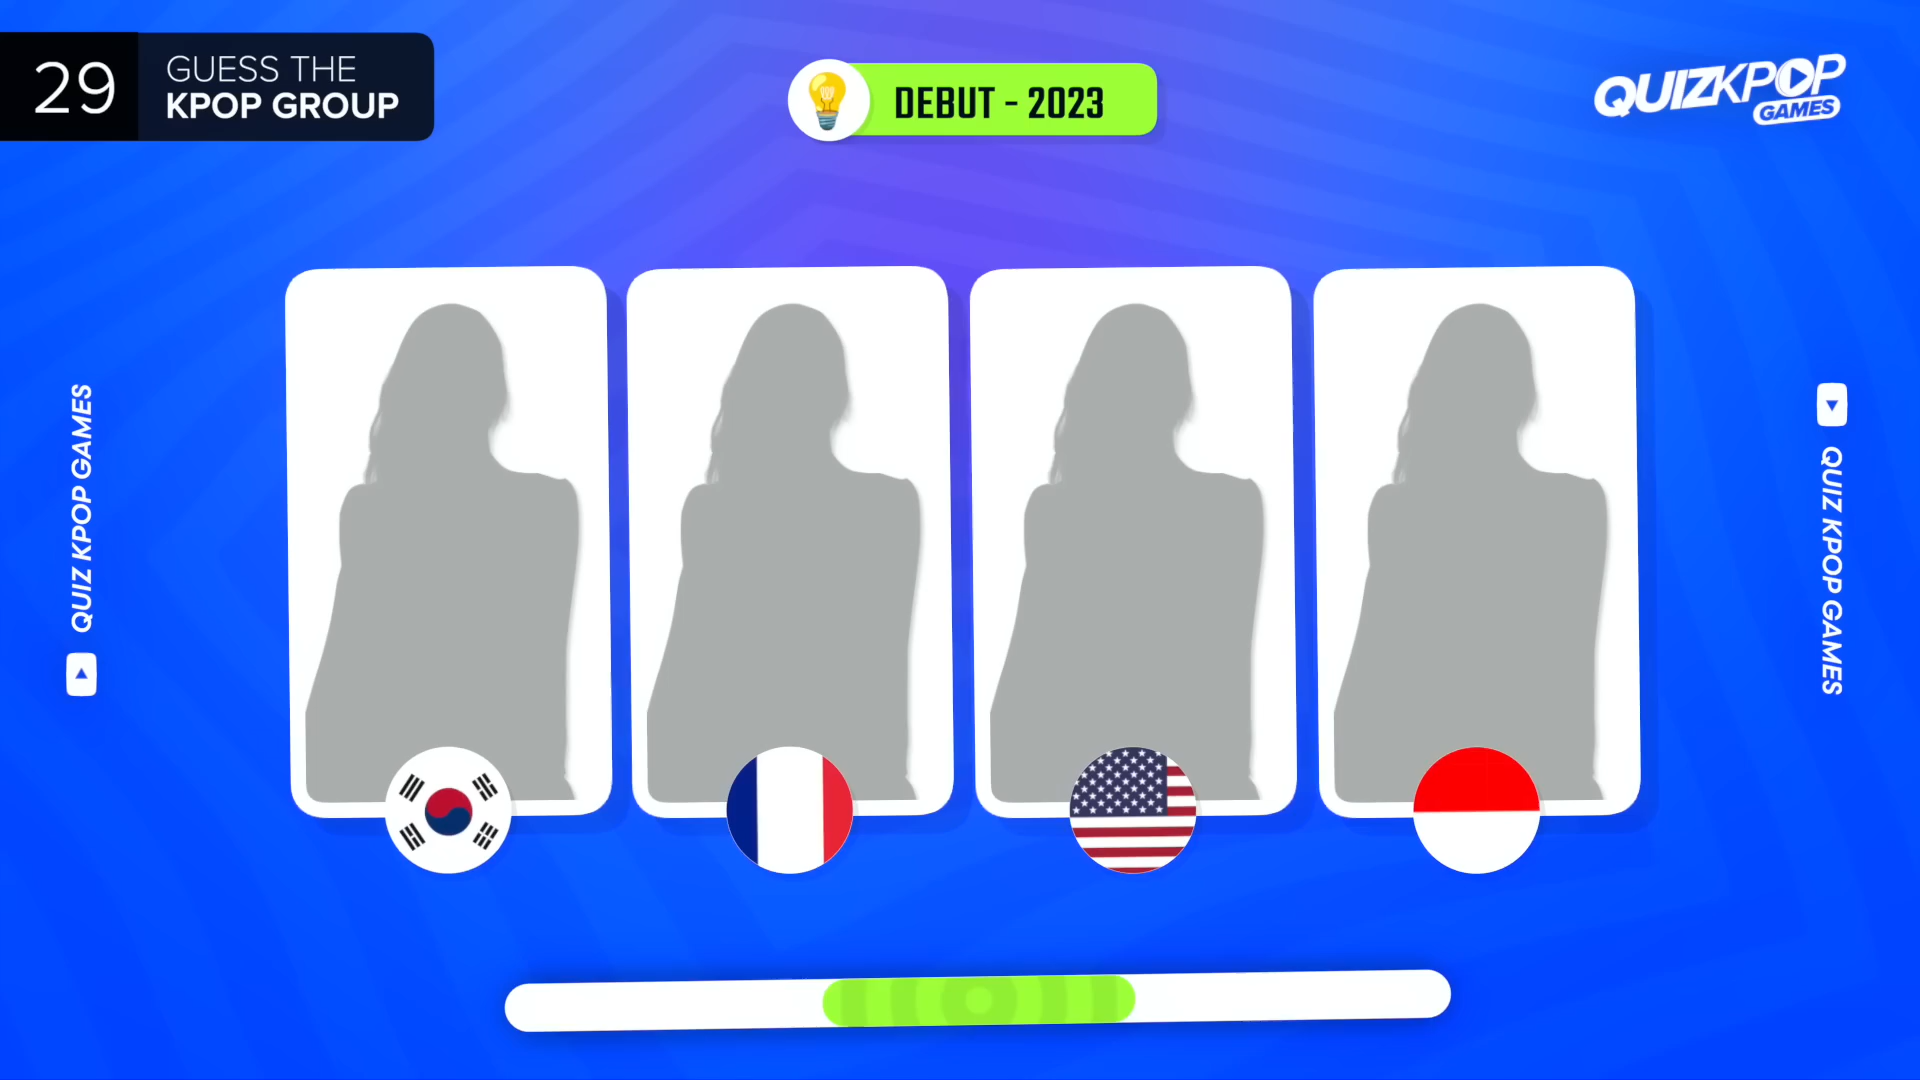 29
GUESS THE
KPOP GROUP
DEBUT - 2023
QUIZKPOP
GAMES
QUIZ KPOP GAMES
QUIZ KPOP GAMES